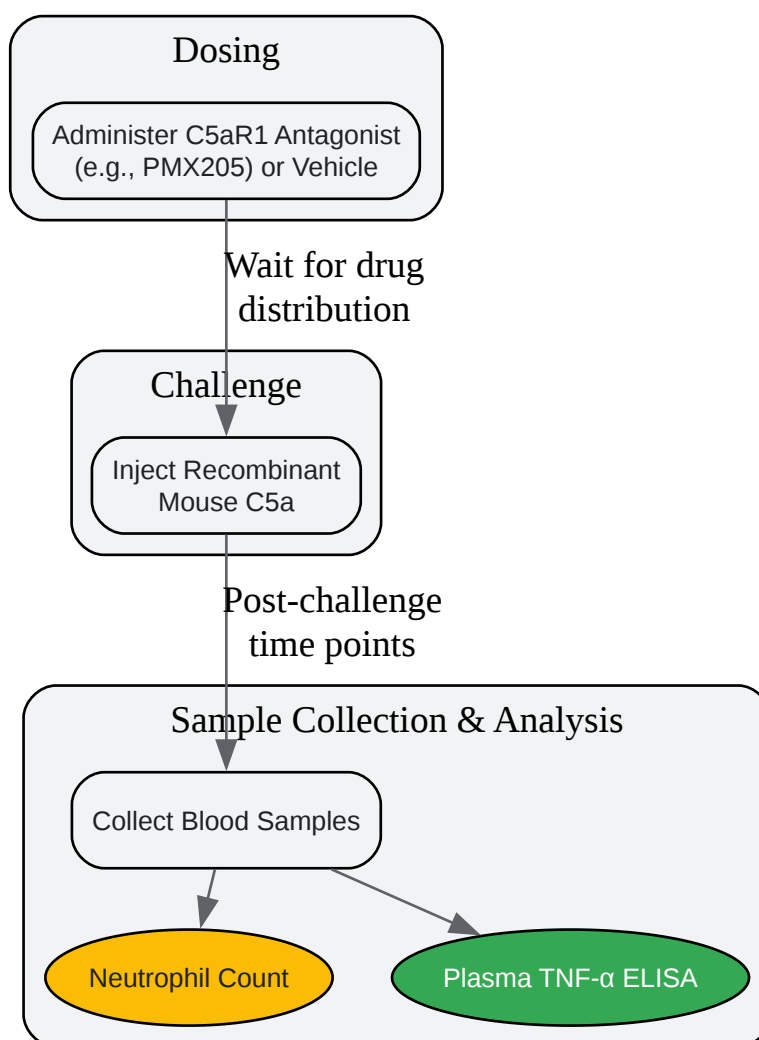 Dosing
Administer C5aR1 Antagonist
(e.g., PMX205) or Vehicle
Wait for drug
distribution
Challenge
Inject Recombinant
Mouse C5a
Post-challenge
time points
Sample Collection & Analysis
Collect Blood Samples
Neutrophil Count
Plasma TNF-α ELISA